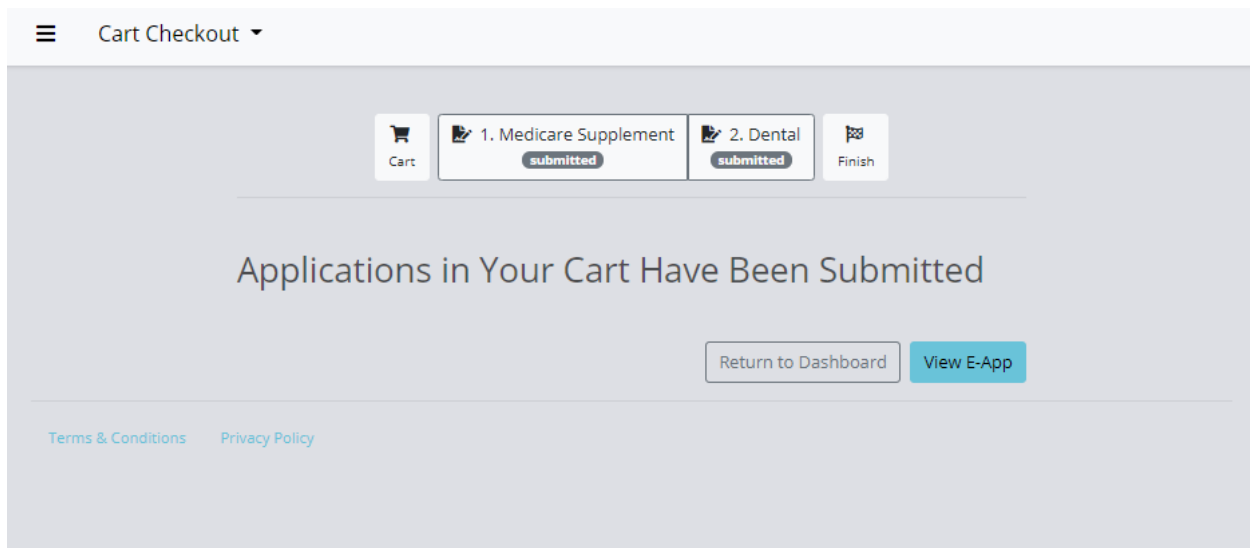 Cart Checkout
Cart
1. Medicare Supplement
submitted
2. Dental
submitted
Finish
Applications in Your Cart Have Been Submitted
Return to Dashboard
View E-App
Terms & Conditions
Privacy Policy